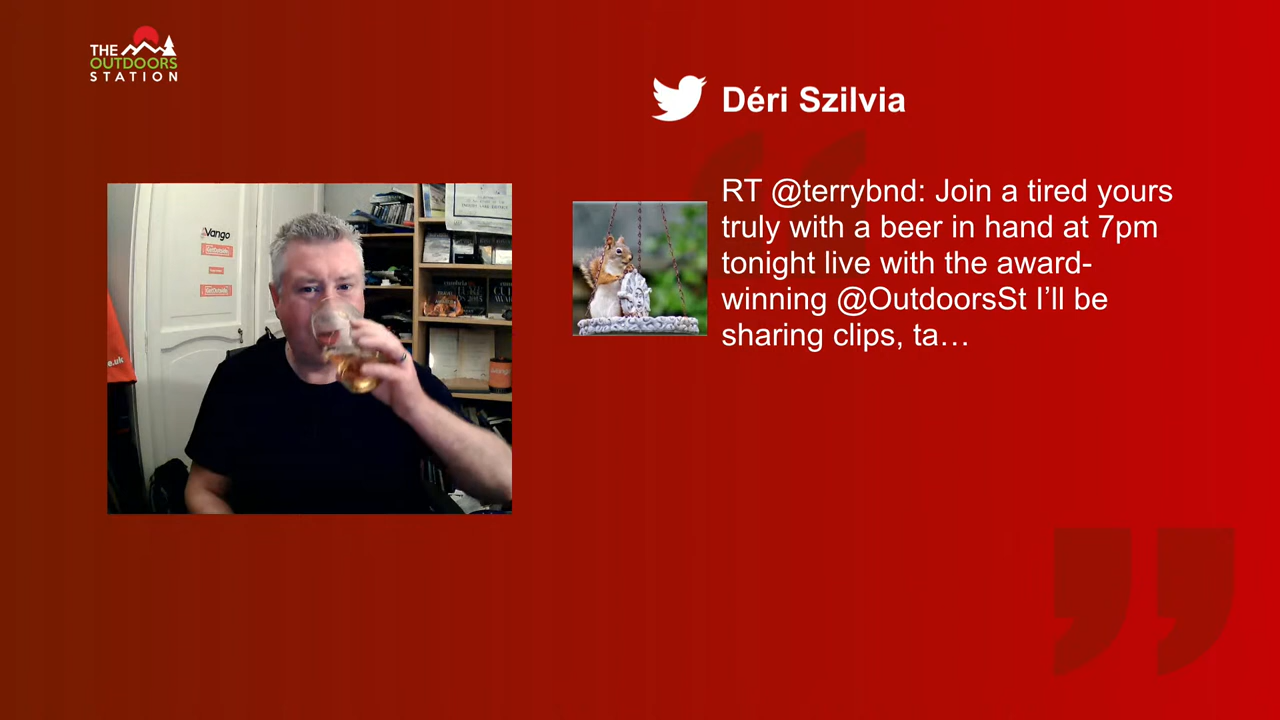 THE
OUTDOORS
STATION
Déri Szilvia
RT @terrybnd: Join a tired yours
truly with a beer in hand at 7pm
tonight live with the award-
winning @OutdoorsSt I’ll be
sharing clips, ta…
Vango